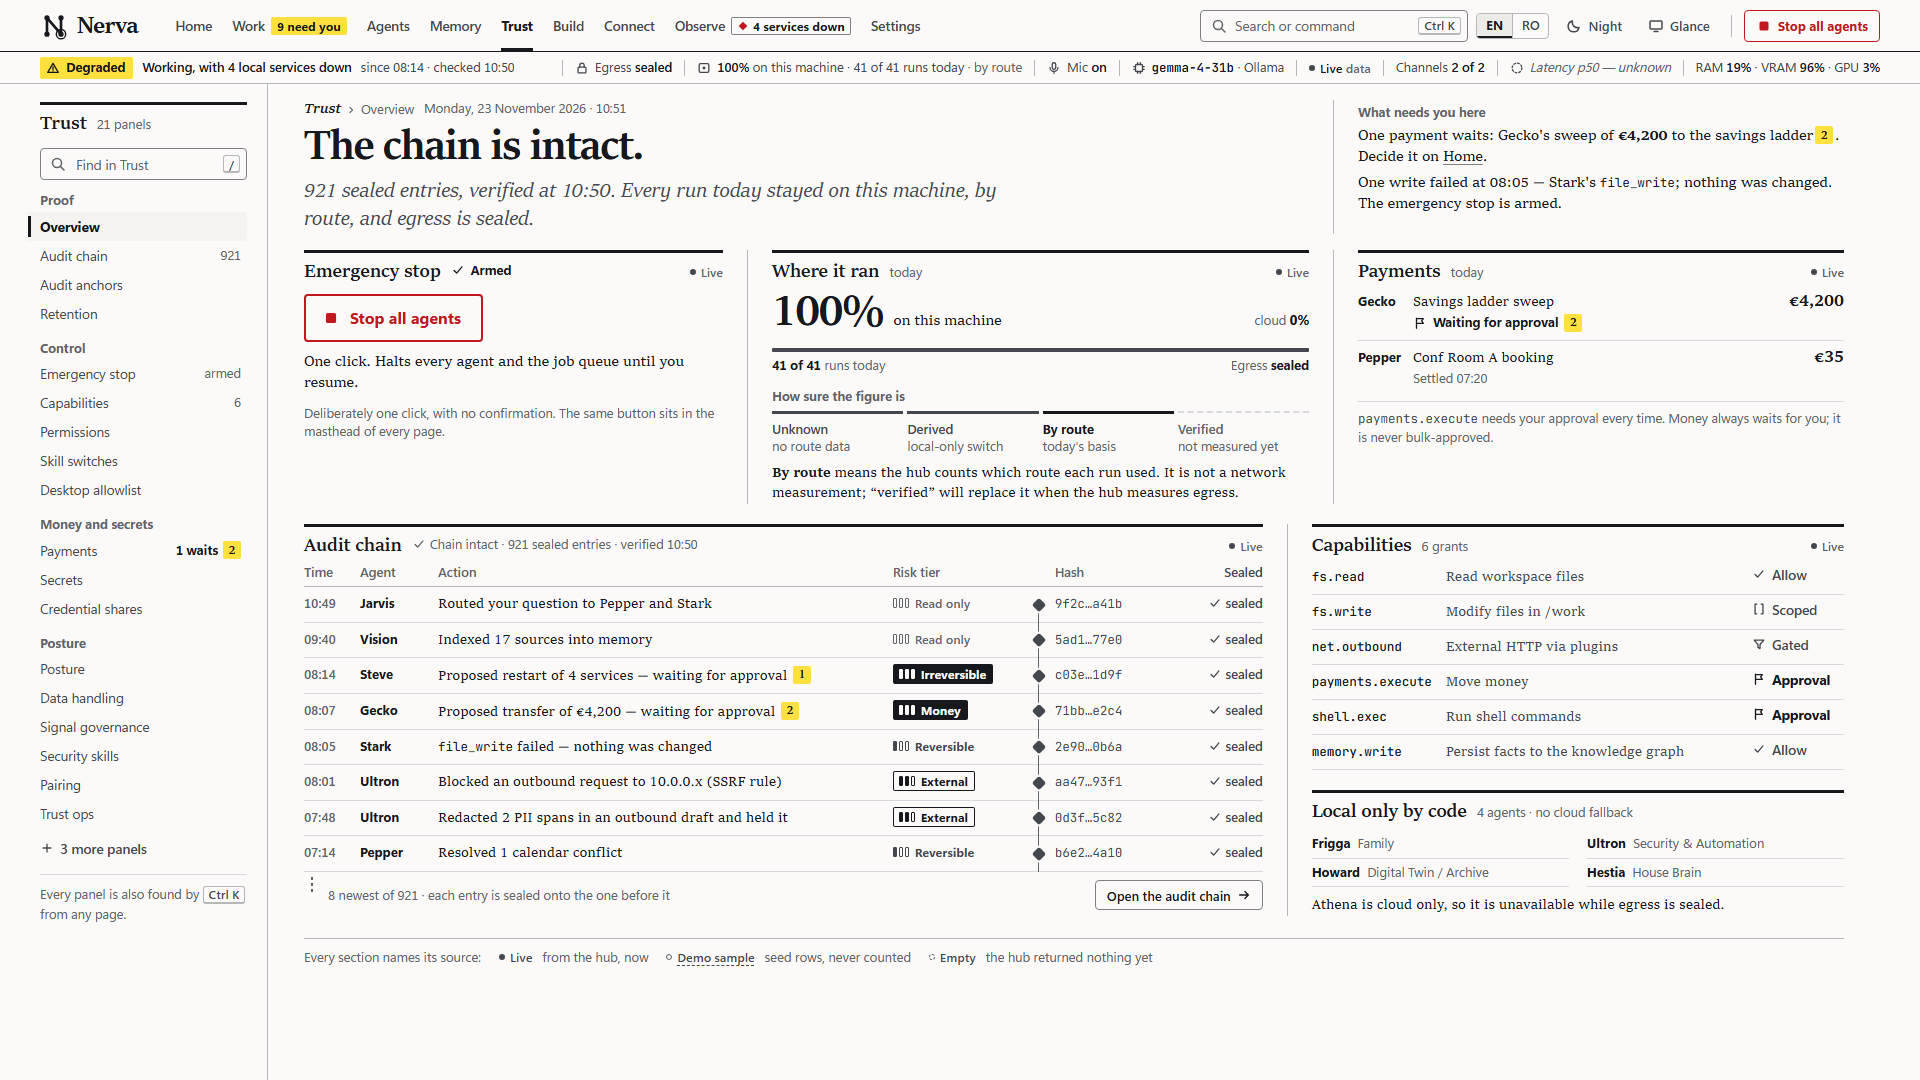 Nerva
Home
Work 9 need you
Agents
Memory
Trust
Build
Connect
Observe 4 services down
Settings
Search or command Ctrl K
EN RO
Night
Glance
Stop all agents
Degraded Working, with 4 local services down since 08:14 · checked 10:50
Egress sealed
100% on this machine · 41 of 41 runs today · by route
Mic on
gemma-4-31b · Ollama
Live data
Channels 2 of 2
Latency p50 — unknown
RAM 19% · VRAM 96% · GPU 3%
Trust 21 panels
Find in Trust /
Proof
Overview
Audit chain 921
Audit anchors
Retention
Control
Emergency stop armed
Capabilities 6
Permissions
Skill switches
Desktop allowlist
Money and secrets
Payments 1 waits 2
Secrets
Credential shares
Posture
Posture
Data handling
Signal governance
Security skills
Pairing
Trust ops
+ 3 more panels
Every panel is also found by Ctrl K
from any page.
Trust › Overview Monday, 23 November 2026 · 10:51
The chain is intact.
921 sealed entries, verified at 10:50. Every run today stayed on this machine, by
route, and egress is sealed.
What needs you here
One payment waits: Gecko's sweep of €4,200 to the savings ladder 2 .
Decide it on Home.
One write failed at 08:05 — Stark's file_write; nothing was changed.
The emergency stop is armed.
Emergency stop Armed Live
Stop all agents
One click. Halts every agent and the job queue until you
resume.
Deliberately one click, with no confirmation. The same button sits in the
masthead of every page.
Where it ran today Live
100% on this machine cloud 0%
41 of 41 runs today Egress sealed
How sure the figure is
Unknown Derived By route Verified
no route data local-only switch today's basis not measured yet
By route means the hub counts which route each run used. It is not a network
measurement; “verified” will replace it when the hub measures egress.
Payments today Live
Gecko Savings ladder sweep €4,200
Waiting for approval 2
Pepper Conf Room A booking €35
Settled 07:20
payments.execute needs your approval every time. Money always waits for you; it
is never bulk-approved.
Audit chain Chain intact · 921 sealed entries · verified 10:50 Live
Time Agent Action Risk tier Hash Sealed
10:49 Jarvis Routed your question to Pepper and Stark Read only 9f2c…a41b sealed
09:40 Vision Indexed 17 sources into memory Read only 5ad1…77e0 sealed
08:14 Steve Proposed restart of 4 services — waiting for approval 1 Irreversible c03e…1d9f sealed
08:07 Gecko Proposed transfer of €4,200 — waiting for approval 2 Money 71bb…e2c4 sealed
08:05 Stark file_write failed — nothing was changed Reversible 2e90…0b6a sealed
08:01 Ultron Blocked an outbound request to 10.0.0.x (SSRF rule) External aa47…93f1 sealed
07:48 Ultron Redacted 2 PII spans in an outbound draft and held it External 0d3f…5c82 sealed
07:14 Pepper Resolved 1 calendar conflict Reversible b6e2…4a10 sealed
8 newest of 921 · each entry is sealed onto the one before it Open the audit chain →
Capabilities 6 grants Live
fs.read Read workspace files Allow
fs.write Modify files in /work Scoped
net.outbound External HTTP via plugins Gated
payments.execute Move money Approval
shell.exec Run shell commands Approval
memory.write Persist facts to the knowledge graph Allow
Local only by code 4 agents · no cloud fallback
Frigga Family Ultron Security & Automation
Howard Digital Twin / Archive Hestia House Brain
Athena is cloud only, so it is unavailable while egress is sealed.
Every section names its source: Live from the hub, now Demo sample seed rows, never counted Empty the hub returned nothing yet